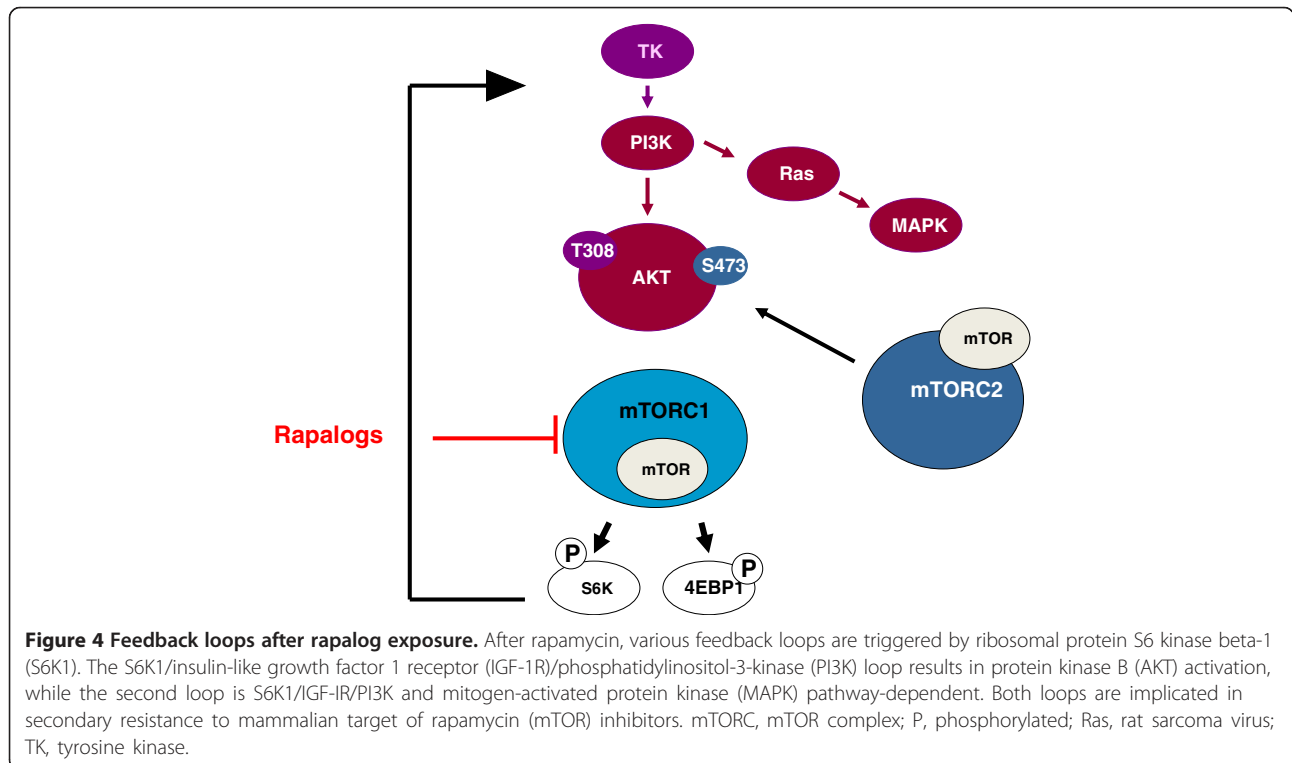 TK
PI3K
Ras
MAPK
T308
AKT
S473
mTOR
mTORC2
mTORC1
Rapalogs
mTOR
P
S6K
4EBP1
P
Figure 4 Feedback loops after rapalog exposure. After rapamycin, various feedback loops are triggered by ribosomal protein S6 kinase beta-1
(S6K1). The S6K1/insulin-like growth factor 1 receptor (IGF-1R)/phosphatidylinositol-3-kinase (PI3K) loop results in protein kinase B (AKT) activation,
while the second loop is S6K1/IGF-IR/PI3K and mitogen-activated protein kinase (MAPK) pathway-dependent. Both loops are implicated in
secondary resistance to mammalian target of rapamycin (mTOR) inhibitors. mTORC, mTOR complex; P, phosphorylated; Ras, rat sarcoma virus;
TK, tyrosine kinase.